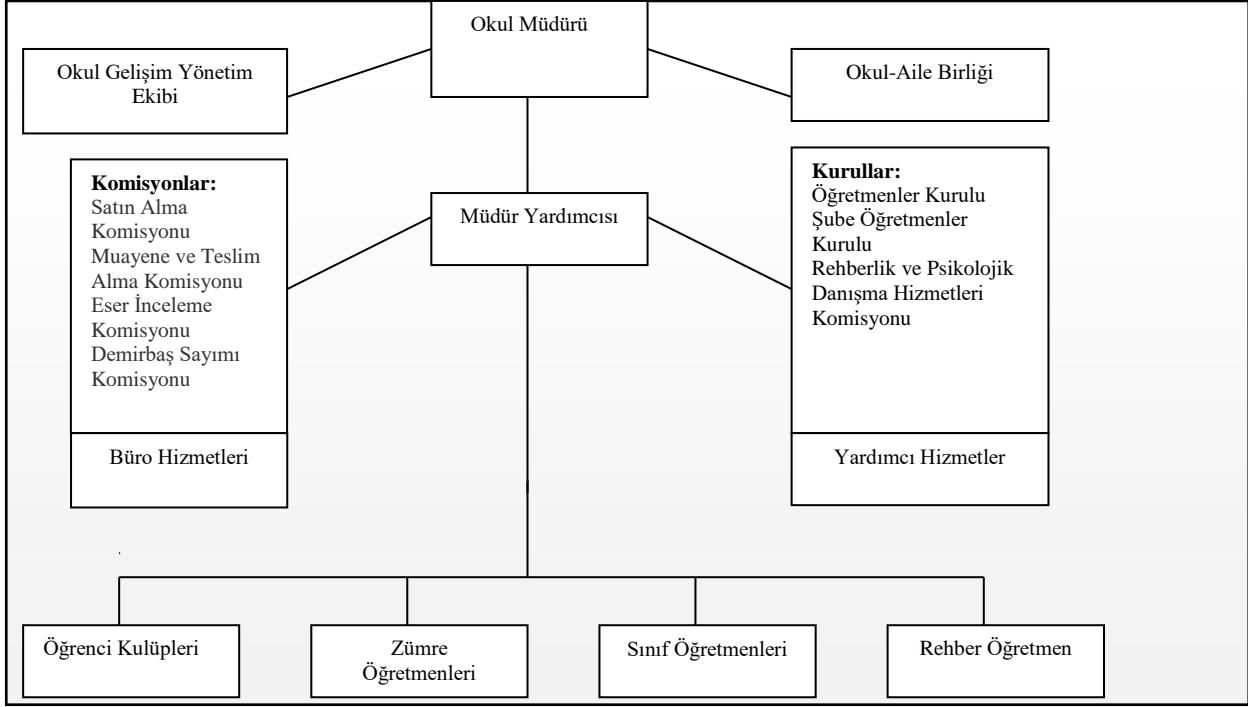 Okul Müdürü
Okul Gelişim Yönetim
Ekibi
Okul-Aile Birliği
Komisyonlar:
Satın Alma
Komisyonu
Muayene ve Teslim
Alma Komisyonu
Eser İnceleme
Komisyonu
Demirbaş Sayımı
Komisyonu
Müdür Yardımcısı
Kurullar:
Öğretmenler Kurulu
Şube Öğretmenler
Kurulu
Rehberlik ve Psikolojik
Danışma Hizmetleri
Komisyonu
Büro Hizmetleri
Yardımcı Hizmetler
Öğrenci Kulüpleri
Zümre
Öğretmenleri
Sınıf Öğretmenleri
Rehber Öğretmen